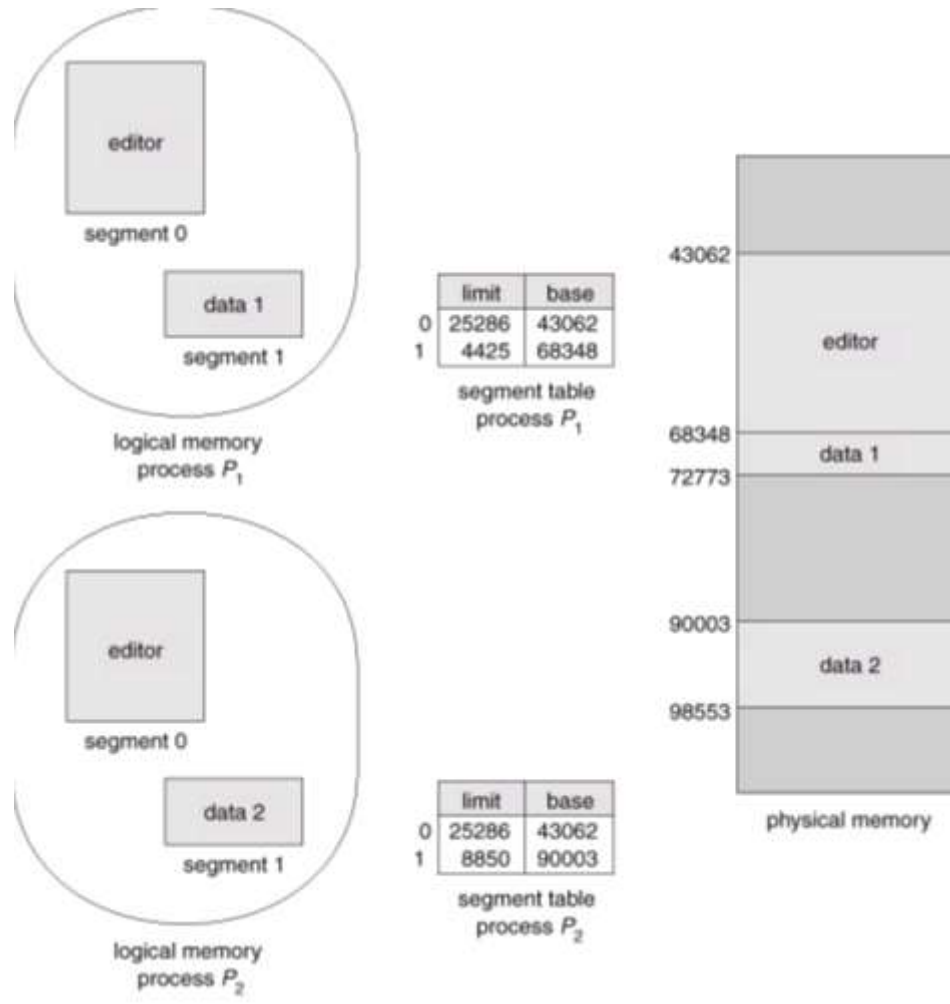 editor
segment 0
data 1
segment 1
logical memory
process P1
limit base
0 25286 43062
1 4425 68348
segment table
process P1
editor
segment 0
data 2
segment 1
logical memory
process P2
limit base
0 25286 43062
1 8850 90003
segment table
process P2
43062
editor
68348
data 1
72773
90003
data 2
98553
physical memory